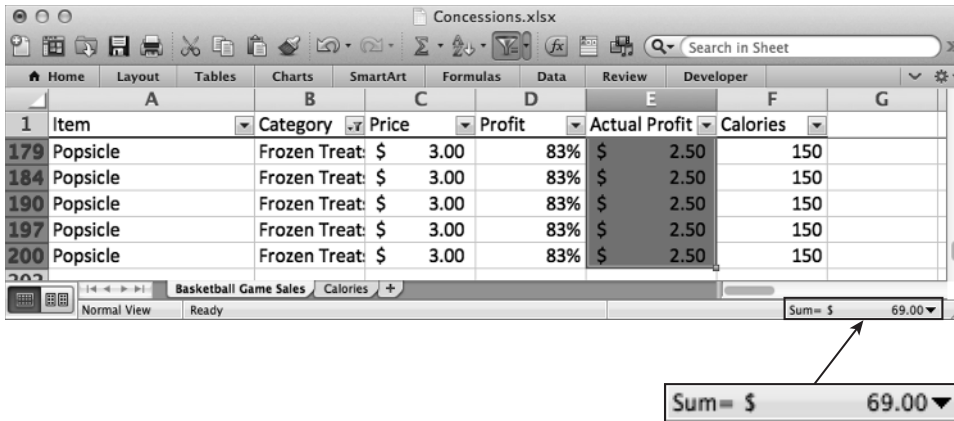 Concessions.xlsx
Search in Sheet
Home Layout Tables Charts SmartArt Formulas Data Review Developer
A B C D E F G
1 Item Category Price Profit Actual Profit Calories
179 Popsicle Frozen Treat $ 3.00 83% $ 2.50 150
184 Popsicle Frozen Treat $ 3.00 83% $ 2.50 150
190 Popsicle Frozen Treat $ 3.00 83% $ 2.50 150
197 Popsicle Frozen Treat $ 3.00 83% $ 2.50 150
200 Popsicle Frozen Treat $ 3.00 83% $ 2.50 150
Basketball Game Sales Calories +
Normal View Ready Sum= $ 69.00
Sum= $ 69.00